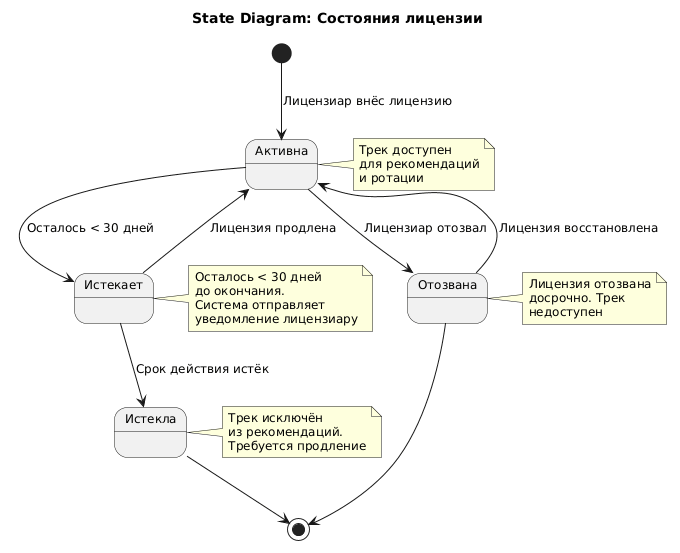 State Diagram: Состояния лицензии
Лицензиар внёс лицензию
Активна
Трек доступен
для рекомендаций
и ротации
Осталось < 30 дней
Лицензия продлена
Лицензиар отозвал
Лицензия восстановлена
Истекает
Осталось < 30 дней
до окончания.
Система отправляет
уведомление лицензиару
Отозвана
Лицензия отозвана
досрочно. Трек
недоступен
Срок действия истёк
Истекла
Трек исключён
из рекомендаций.
Требуется продление